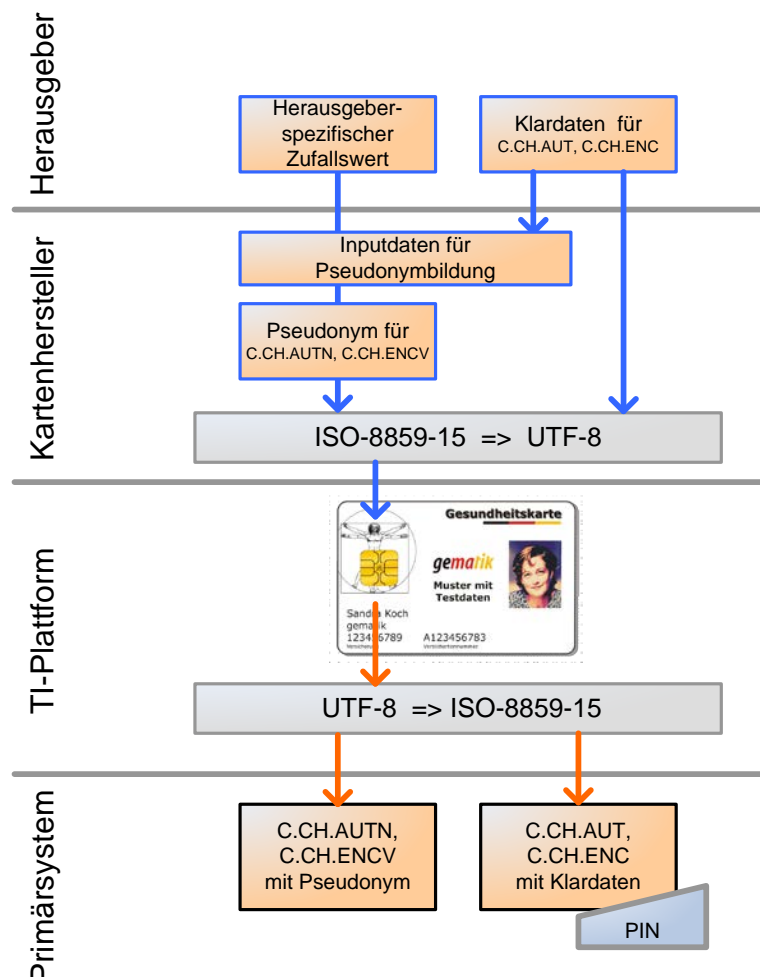 Herausgeber
Herausgeber-
spezifischer
Zufallswert
Klardaten für
C.CH.AUT, C.CH.ENC
Kartenhersteller
Inputdaten für
Pseudonymbildung
Pseudonym für
C.CH.AUTN, C.CH.ENCV
ISO-8859-15 => UTF-8
TI-Plattform
Gesundheitskarte
gematik
Muster mit
Testdaten
Sandra Koch
gematik
123456789 A123456783
Versichertennummer
UTF-8 => ISO-8859-15
Primärsystem
C.CH.AUTN,
C.CH.ENCV
mit Pseudonym
C.CH.AUT,
C.CH.ENC
mit Klardaten
PIN